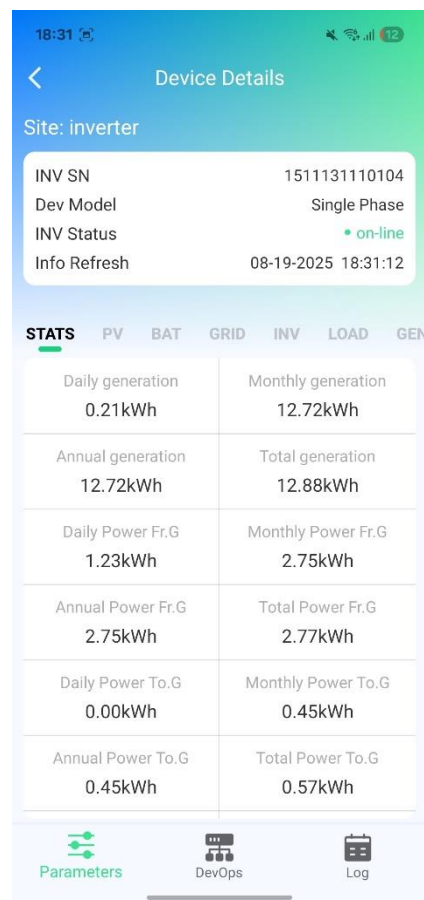 18:31 12
Device Details
Site: inverter
INV SN 1511131110104
Dev Model Single Phase
INV Status • on-line
Info Refresh 08-19-2025 18:31:12
STATS PV BAT GRID INV LOAD GEN
Daily generation Monthly generation
0.21kWh 12.72kWh
Annual generation Total generation
12.72kWh 12.88kWh
Daily Power Fr.G Monthly Power Fr.G
1.23kWh 2.75kWh
Annual Power Fr.G Total Power Fr.G
2.75kWh 2.77kWh
Daily Power To.G Monthly Power To.G
0.00kWh 0.45kWh
Annual Power To.G Total Power To.G
0.45kWh 0.57kWh
Parameters DevOps Log